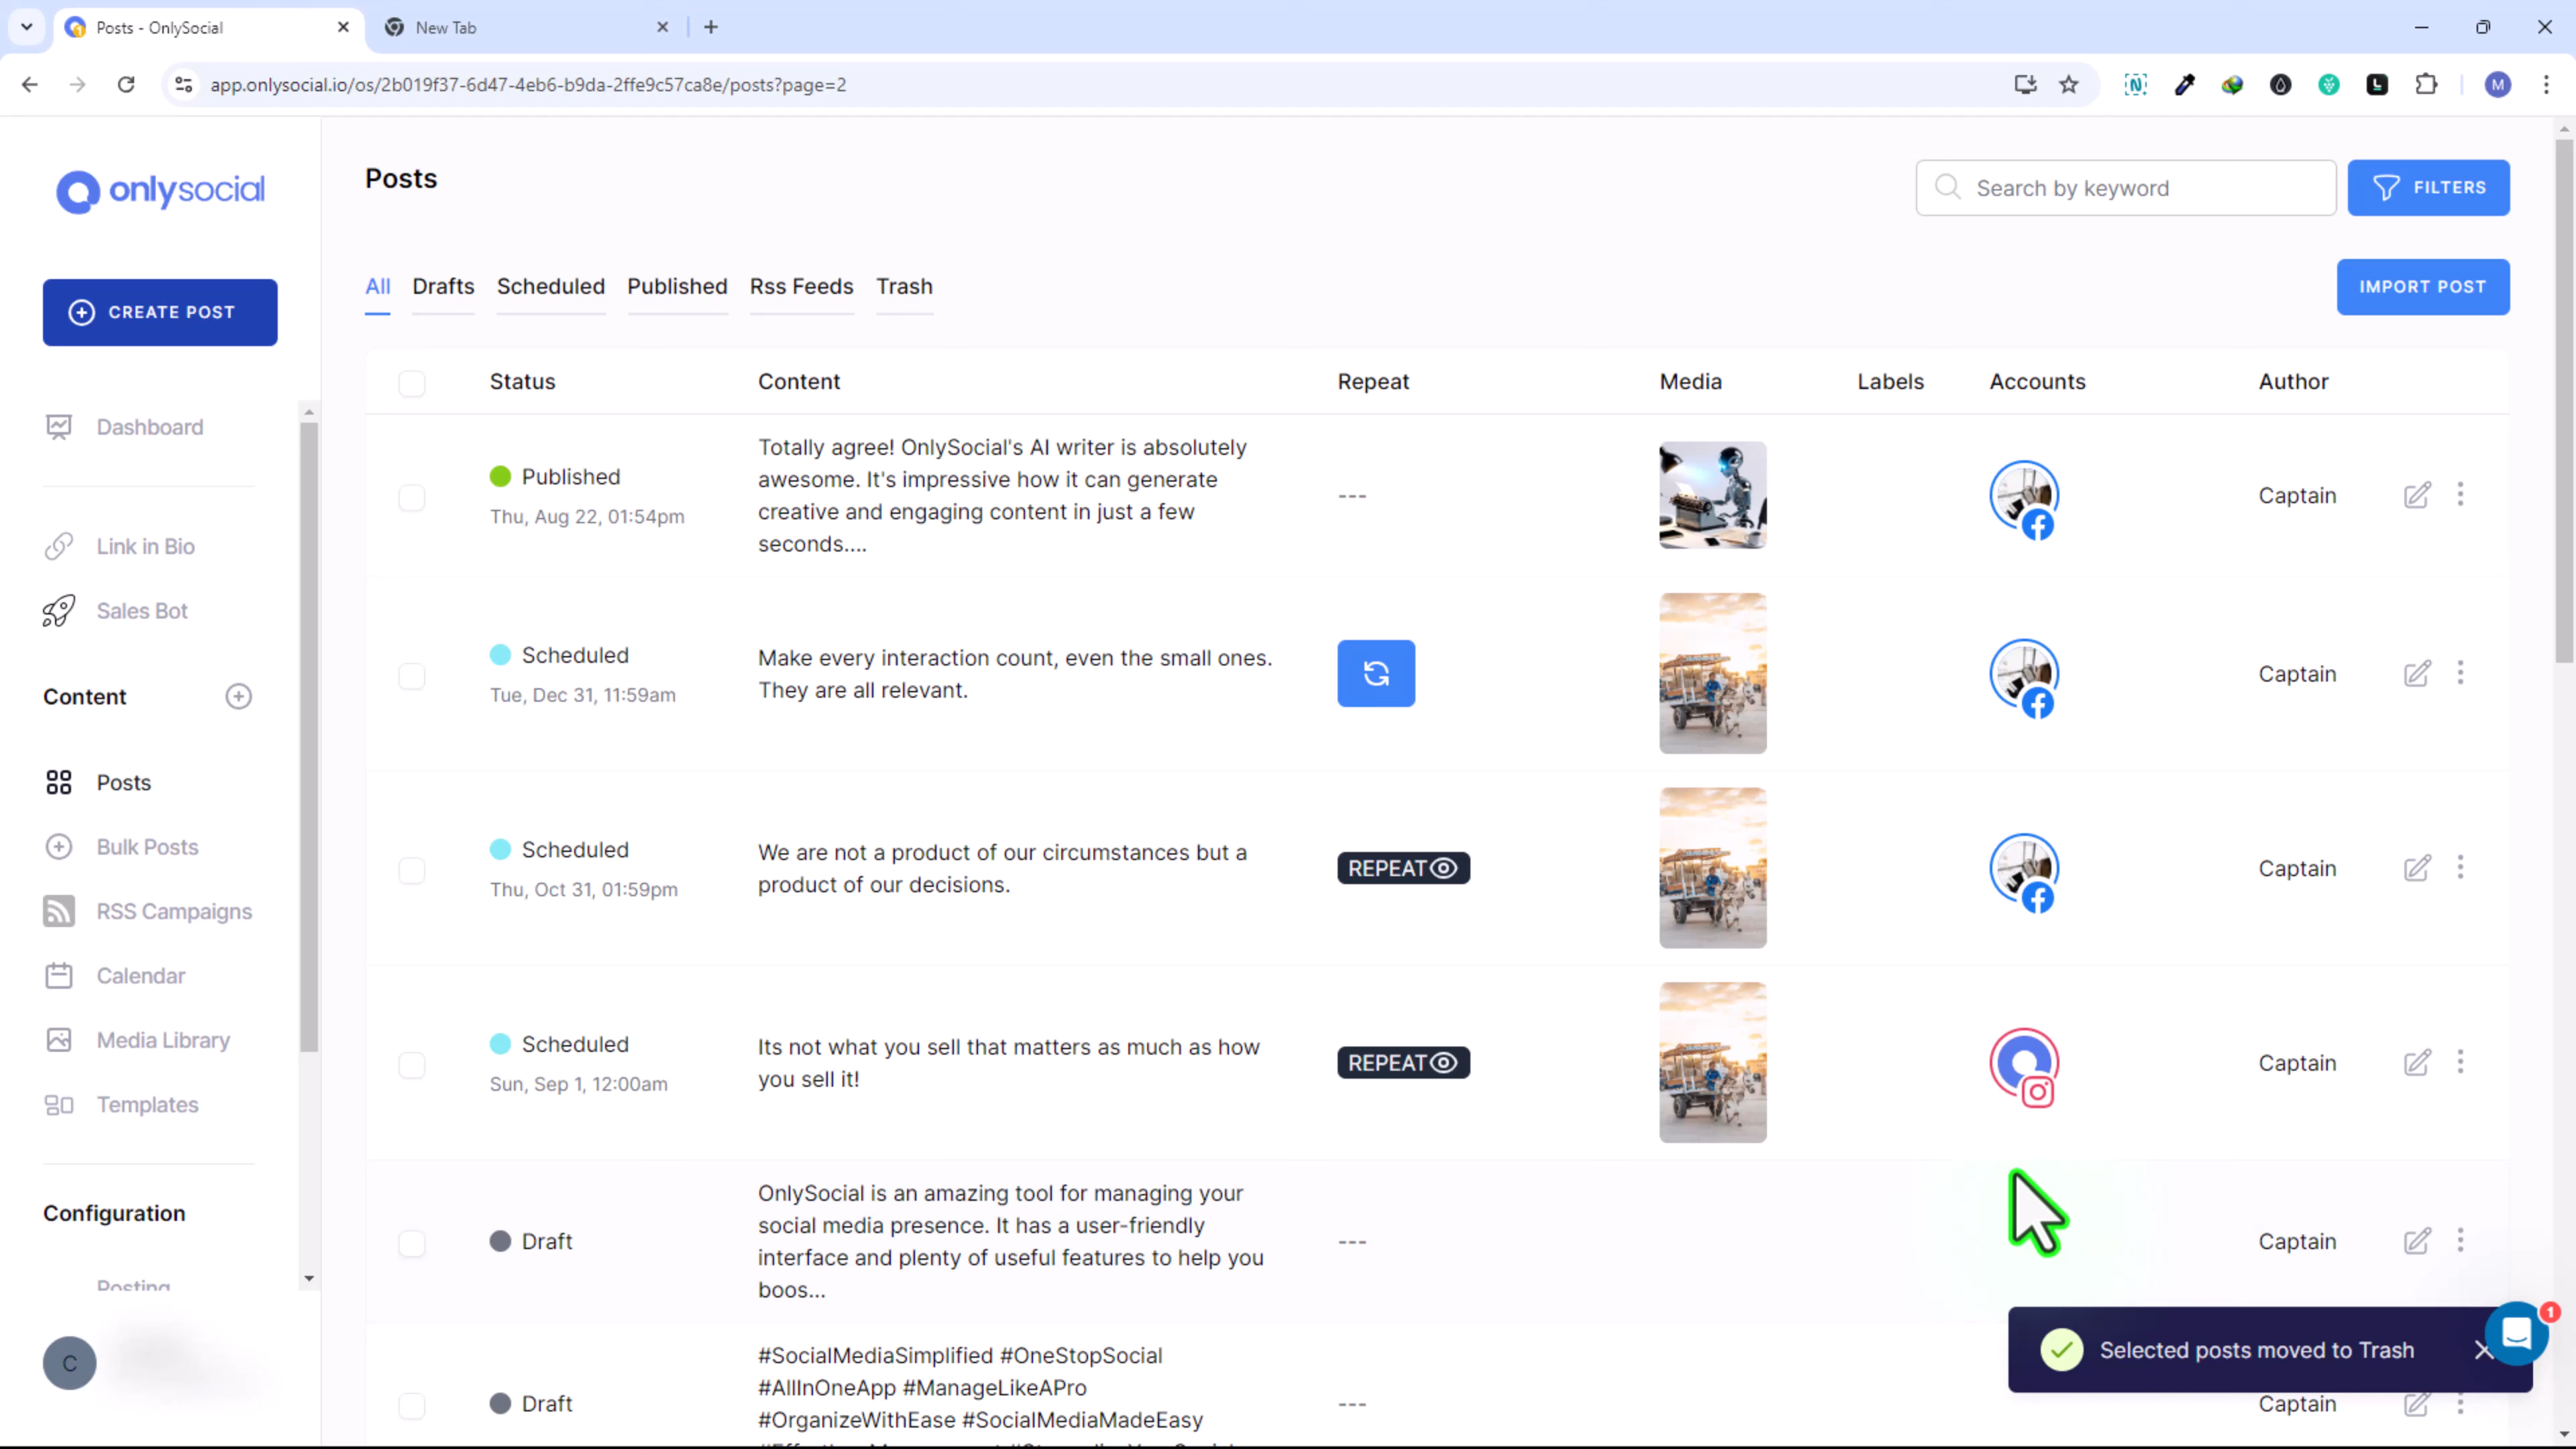 Posts - OnlySocial
New Tab
app.onlysocial.io/os/2b019f37-6d47-4eb6-b9da-2ffe9c57ca8e/posts?page=2
M
onlysocial
Posts
Search by keyword
FILTERS
CREATE POST
All Drafts Scheduled Published Rss Feeds Trash
IMPORT POST
Status Content Repeat Media Labels Accounts Author
Dashboard
Link in Bio
Sales Bot
Content
Posts
Bulk Posts
RSS Campaigns
Calendar
Media Library
Templates
Configuration
Posting
C
Published
Thu, Aug 22, 01:54pm
Totally agree! OnlySocial's AI writer is absolutely
awesome. It's impressive how it can generate
creative and engaging content in just a few
seconds....
---
Captain
Scheduled
Tue, Dec 31, 11:59am
Make every interaction count, even the small ones.
They are all relevant.
Captain
Scheduled
Thu, Oct 31, 01:59pm
We are not a product of our circumstances but a
product of our decisions.
REPEAT
Captain
Scheduled
Sun, Sep 1, 12:00am
Its not what you sell that matters as much as how
you sell it!
REPEAT
Captain
Draft
OnlySocial is an amazing tool for managing your
social media presence. It has a user-friendly
interface and plenty of useful features to help you
boos...
---
Captain
Draft
#SocialMediaSimplified #OneStopSocial
#AllInOneApp #ManageLikeAPro
#OrganizeWithEase #SocialMediaMadeEasy
---
Captain
Selected posts moved to Trash
1